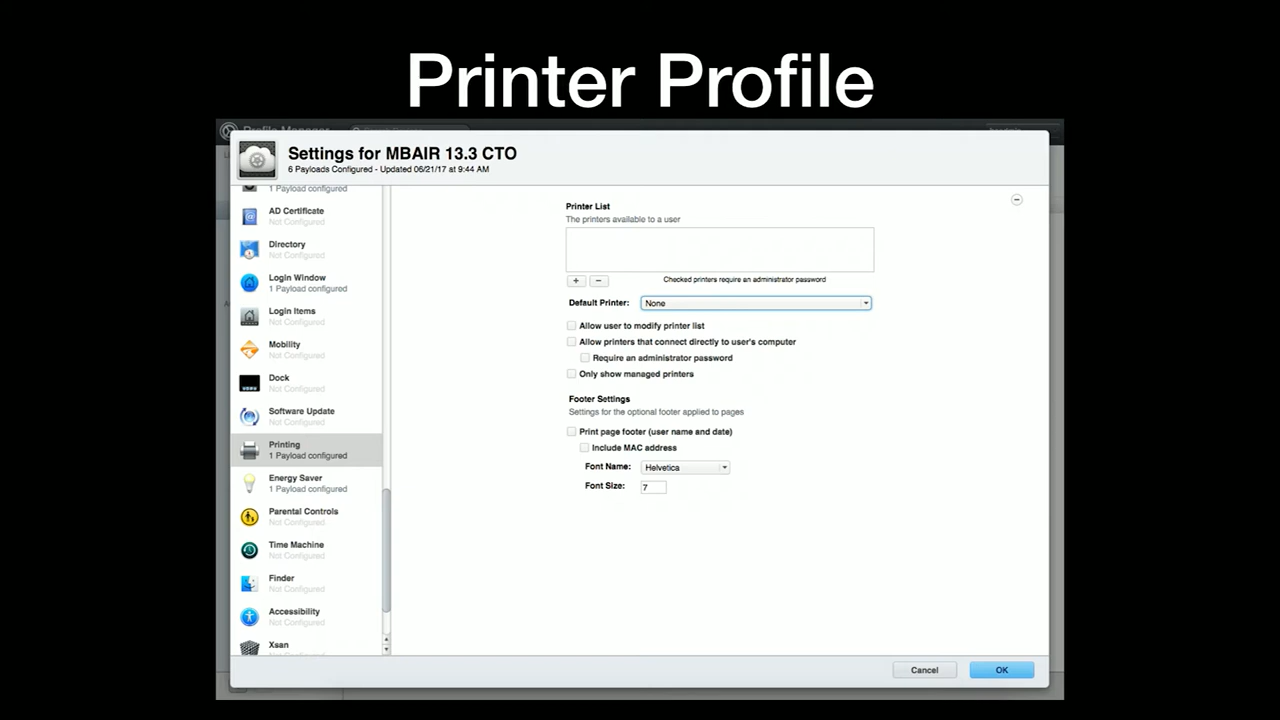 Printer Profile
Profile Manager
Settings for MBAIR 13.3 CTO
6 Payloads Configured - Updated 06/21/17 at 9:44 AM
1 Payload configured
AD Certificate
Not Configured
Directory
Not Configured
Login Window
1 Payload configured
Login Items
Not Configured
Mobility
Not Configured
Dock
Not Configured
Software Update
Not Configured
Printing
1 Payload configured
Energy Saver
1 Payload configured
Parental Controls
Not Configured
Time Machine
Not Configured
Finder
Not Configured
Accessibility
Not Configured
Xsan
Not Configured
Printer List
The printers available to a user
+ − Checked printers require an administrator password
Default Printer: None
Allow user to modify printer list
Allow printers that connect directly to user's computer
Require an administrator password
Only show managed printers
Footer Settings
Settings for the optional footer applied to pages
Print page footer (user name and date)
Include MAC address
Font Name: Helvetica
Font Size: 7
Cancel OK